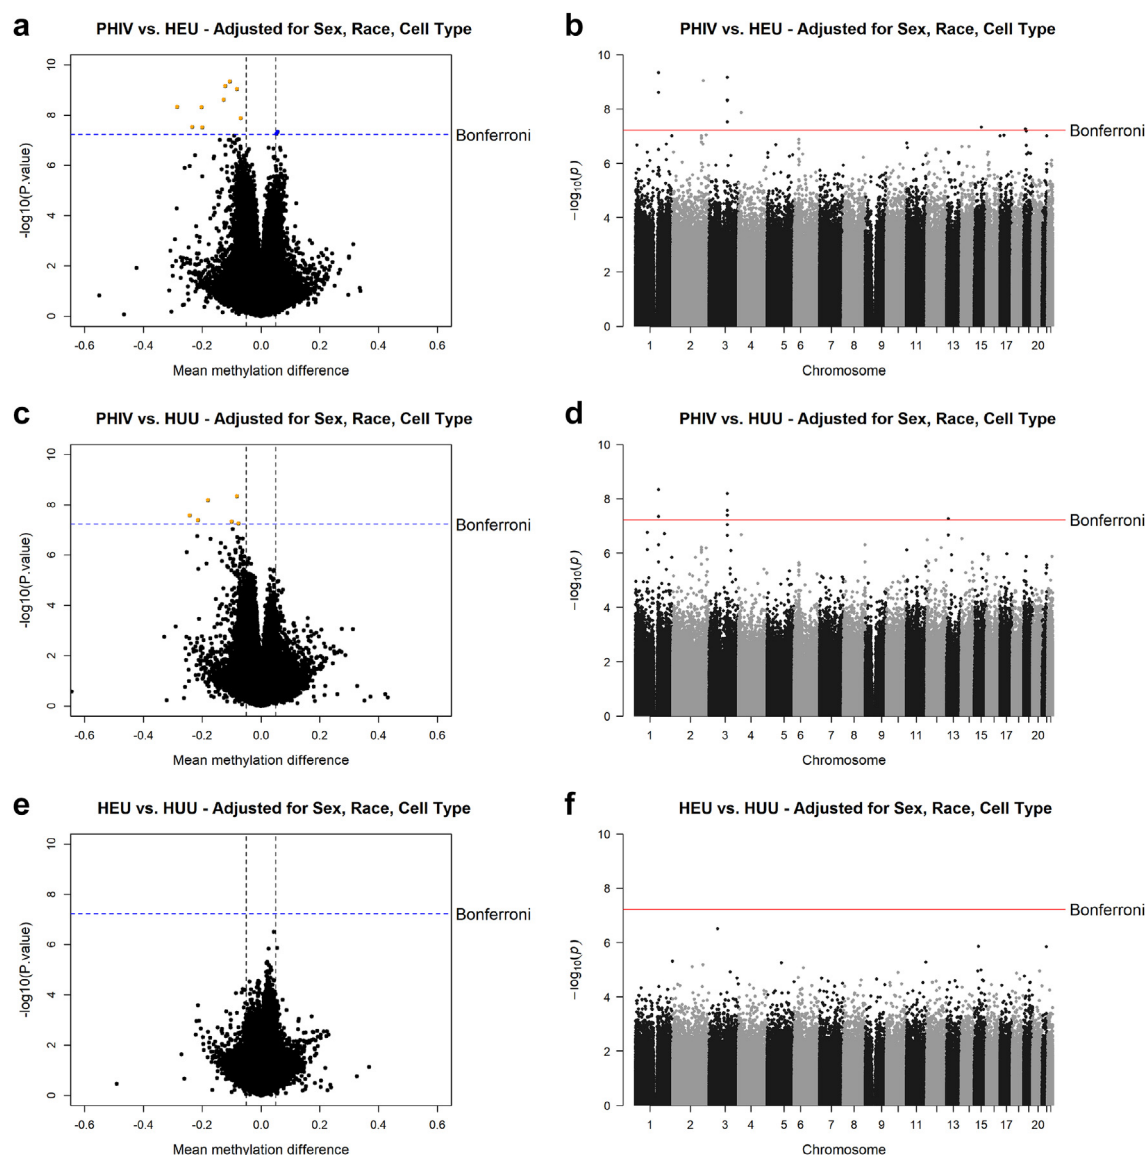 a
PHIV vs. HEU - Adjusted for Sex, Race, Cell Type
-log10(P.value)
10
8
6
4
2
0
Bonferroni
-0.6 -0.4 -0.2 0.0 0.2 0.4 0.6
Mean methylation difference
b
PHIV vs. HEU - Adjusted for Sex, Race, Cell Type
−log10(p)
10
8
6
4
2
0
Bonferroni
1 2 3 4 5 6 7 8 9 11 13 15 17 20
Chromosome
c
PHIV vs. HUU - Adjusted for Sex, Race, Cell Type
-log10(P.value)
10
8
6
4
2
0
Bonferroni
-0.6 -0.4 -0.2 0.0 0.2 0.4 0.6
Mean methylation difference
d
PHIV vs. HUU - Adjusted for Sex, Race, Cell Type
−log10(p)
10
8
6
4
2
0
Bonferroni
1 2 3 4 5 6 7 8 9 11 13 15 17 20
Chromosome
e
HEU vs. HUU - Adjusted for Sex, Race, Cell Type
-log10(P.value)
10
8
6
4
2
0
Bonferroni
-0.6 -0.4 -0.2 0.0 0.2 0.4 0.6
Mean methylation difference
f
HEU vs. HUU - Adjusted for Sex, Race, Cell Type
−log10(p)
10
8
6
4
2
0
Bonferroni
1 2 3 4 5 6 7 8 9 11 13 15 17 20
Chromosome